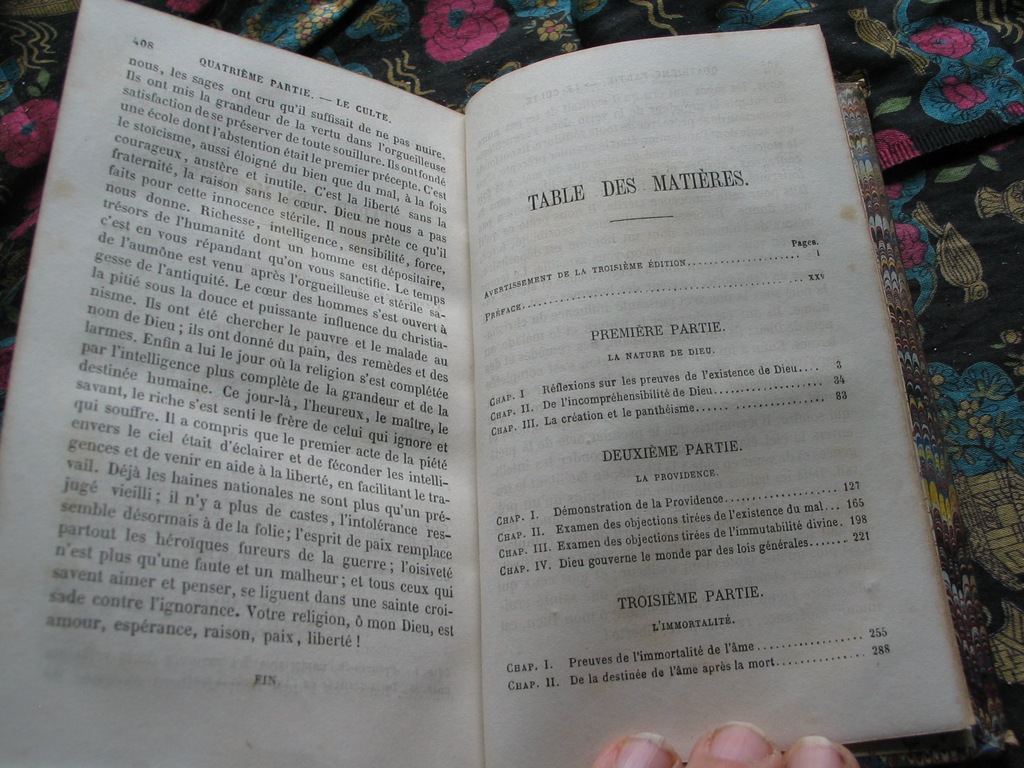 408
QUATRIÈME PARTIE. — LE CULTE.
nous, les sages ont cru qu'il suffisait de ne pas nuire.
Ils ont mis la grandeur de la vertu dans l'orgueilleuse
satisfaction de se préserver de toute souillure. Ils ont fondé
une école dont l'abstention était le premier précepte. C'est
le stoïcisme, aussi éloigné du bien que du mal, à la fois
courageux, austère et inutile. C'est la liberté sans la
fraternité, la raison sans le cœur. Dieu ne nous a pas
faits pour cette innocence stérile. Il nous prête ce qu'il
nous donne. Richesse, intelligence, sensibilité, force,
trésors de l'humanité dont un homme est dépositaire,
c'est en vous répandant qu'on vous sanctifie. Le temps
de l'aumône est venu après l'orgueilleuse et stérile sa-
gesse de l'antiquité. Le cœur des hommes s'est ouvert à
la pitié sous la douce et puissante influence du christia-
nisme. Ils ont été chercher le pauvre et le malade au
nom de Dieu ; ils ont donné du pain, des remèdes et des
larmes. Enfin a lui le jour où la religion s'est complétée
par l'intelligence plus complète de la grandeur et de la
destinée humaine. Ce jour-là, l'heureux, le maître, le
savant, le riche s'est senti le frère de celui qui ignore et
qui souffre. Il a compris que le premier acte de la piété
envers le ciel était d'éclairer et de féconder les intelli-
gences et de venir en aide à la liberté, en facilitant le tra-
vail. Déjà les haines nationales ne sont plus qu'un pré-
jugé vieilli ; il n'y a plus de castes, l'intolérance res-
semble désormais à de la folie ; l'esprit de paix remplace
partout les héroïques fureurs de la guerre ; l'oisiveté
n'est plus qu'une faute et un malheur ; et tous ceux qui
savent aimer et penser, se liguent dans une sainte croi-
sade contre l'ignorance. Votre religion, ô mon Dieu, est
amour, espérance, raison, paix, liberté !
FIN.
TABLE DES MATIÈRES.
Pages.
AVERTISSEMENT DE LA TROISIÈME ÉDITION.................... I
PRÉFACE.................... XXV
PREMIÈRE PARTIE.
LA NATURE DE DIEU.
CHAP. I Réflexions sur les preuves de l'existence de Dieu.... 3
CHAP. II. De l'incompréhensibilité de Dieu.................... 34
CHAP. III. La création et le panthéisme.................... 83
DEUXIÈME PARTIE.
LA PROVIDENCE.
CHAP. I. Démonstration de la Providence.................... 127
CHAP. II. Examen des objections tirées de l'existence du mal... 165
CHAP. III. Examen des objections tirées de l'immutabilité divine. 198
CHAP. IV. Dieu gouverne le monde par des lois générales....... 221
TROISIÈME PARTIE.
L'IMMORTALITÉ.
CHAP. I. Preuves de l'immortalité de l'âme.................... 255
CHAP. II. De la destinée de l'âme après la mort.................... 288